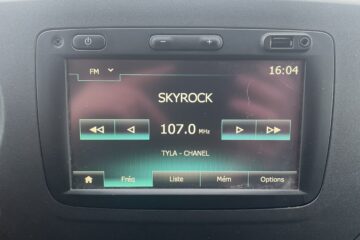 FM
16:04
SKYROCK
107.0 MHz
TYLA - CHANEL
Fréq
Liste
Mém
Options